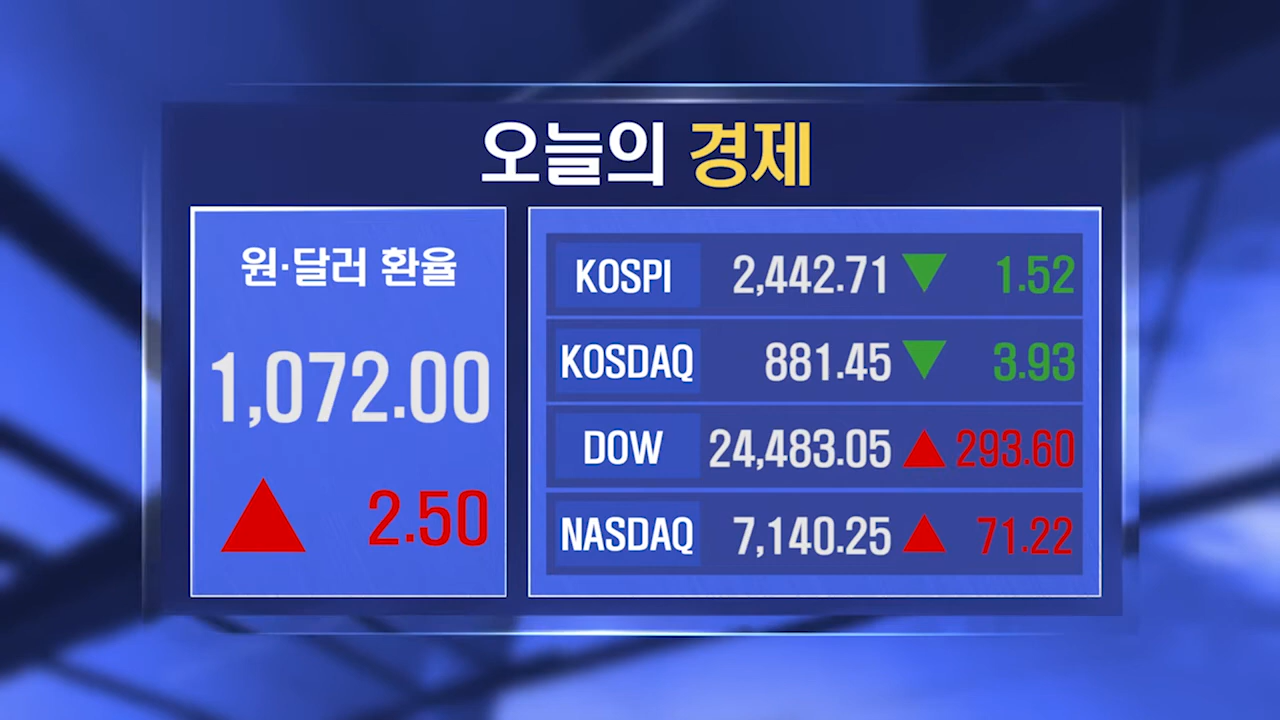 오늘의 경제
원·달러 환율
1,072.00
▲ 2.50
KOSPI 2,442.71 ▼ 1.52
KOSDAQ 881.45 ▼ 3.93
DOW 24,483.05 ▲ 293.60
NASDAQ 7,140.25 ▲ 71.22